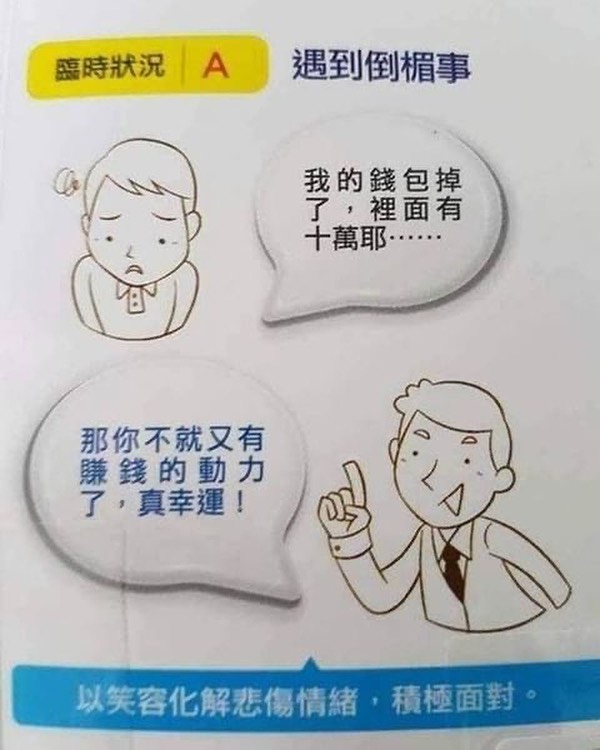 臨時狀況 A
遇到倒楣事
我的錢包掉
了，裡面有
十萬耶……
那你不就又有
賺錢的動力
了，真幸運！
以笑容化解悲傷情緒，積極面對。